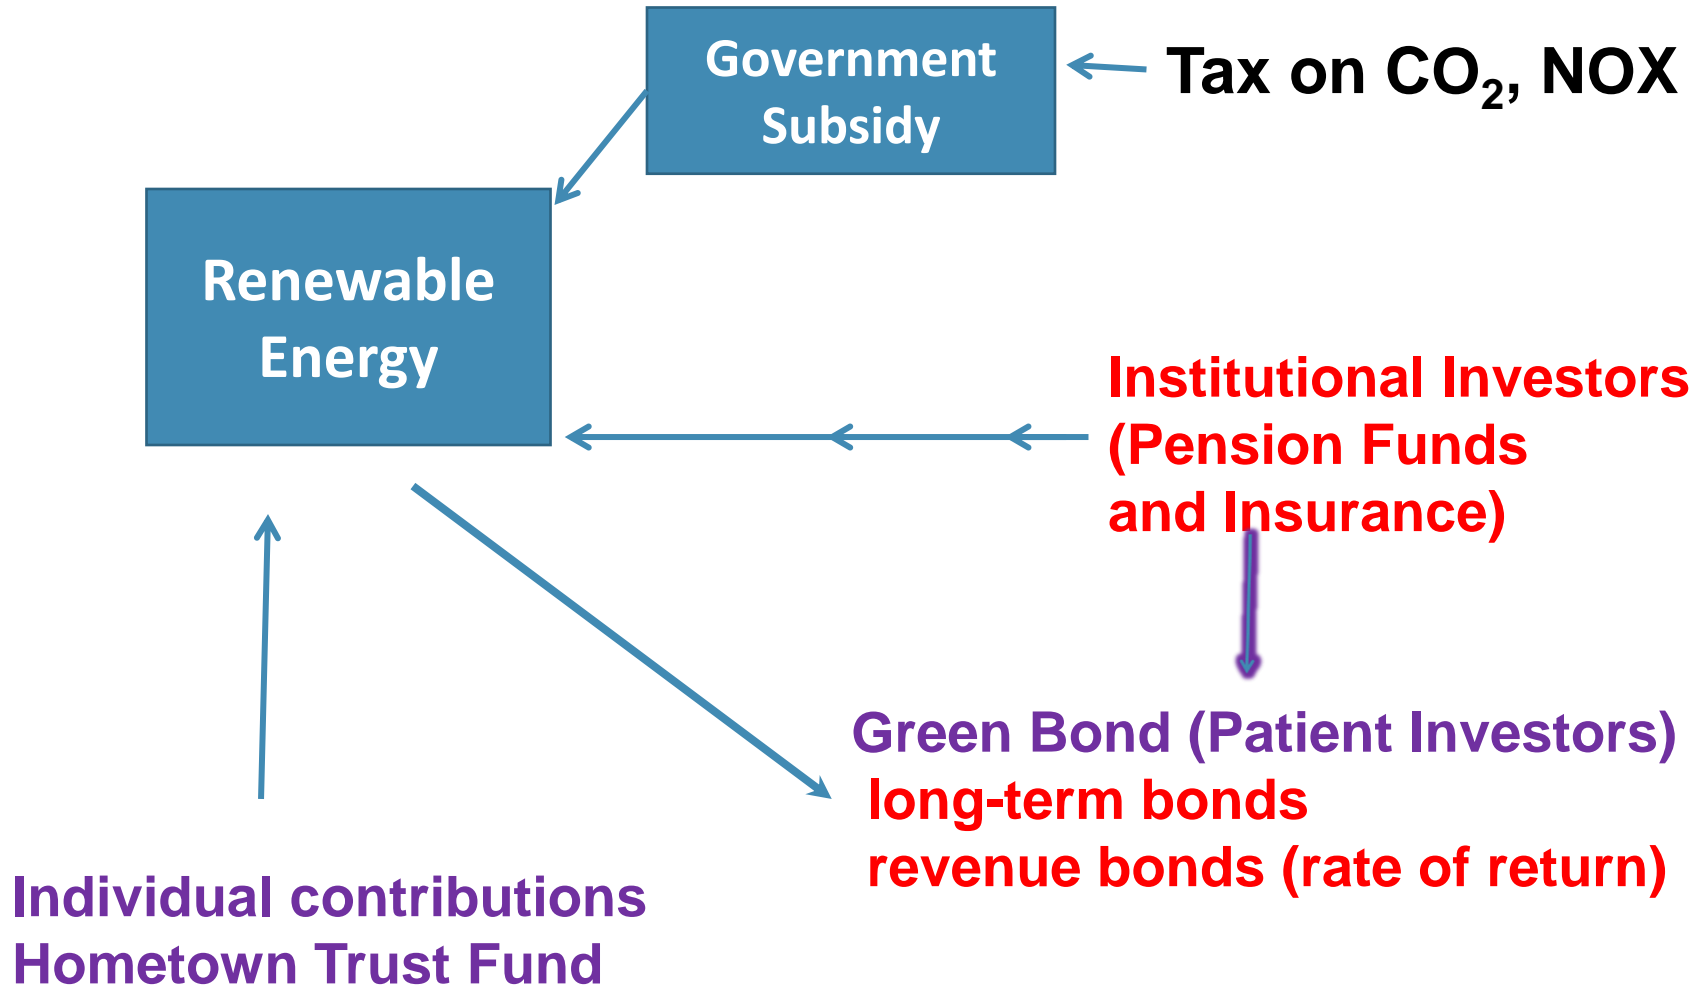 Government
Subsidy
Tax on CO₂, NOX
Renewable
Energy
Institutional Investors
(Pension Funds
and Insurance)
Green Bond (Patient Investors)
long-term bonds
revenue bonds (rate of return)
Individual contributions
Hometown Trust Fund